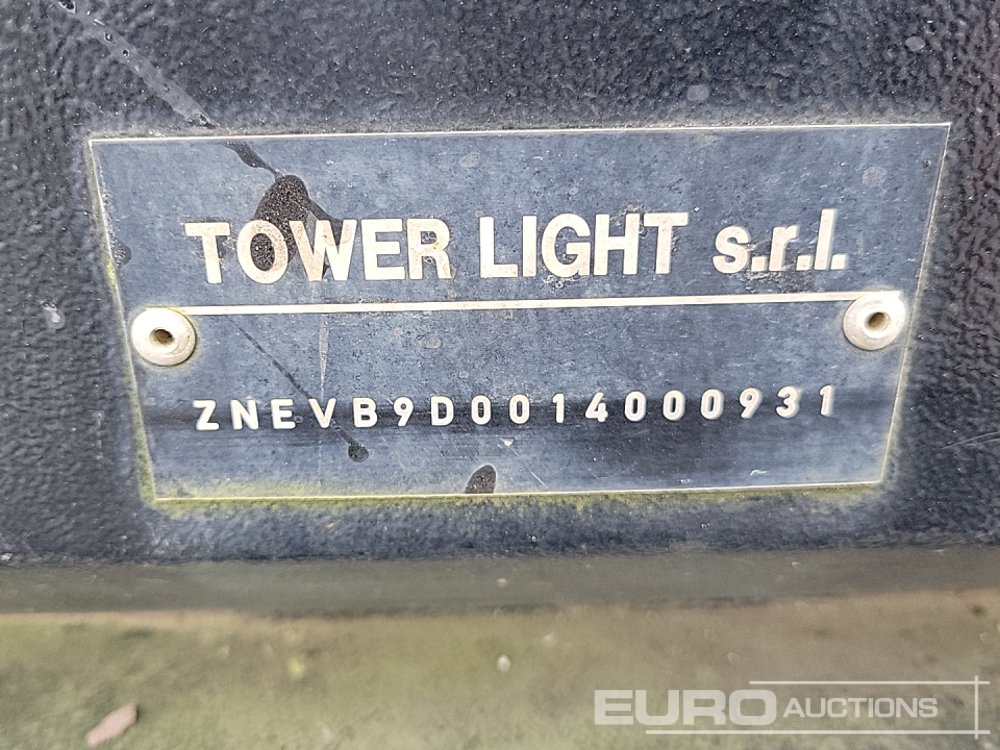 TOWER LIGHT s.r.l.
ZNEVB9D0014000931
EURO AUCTIONS